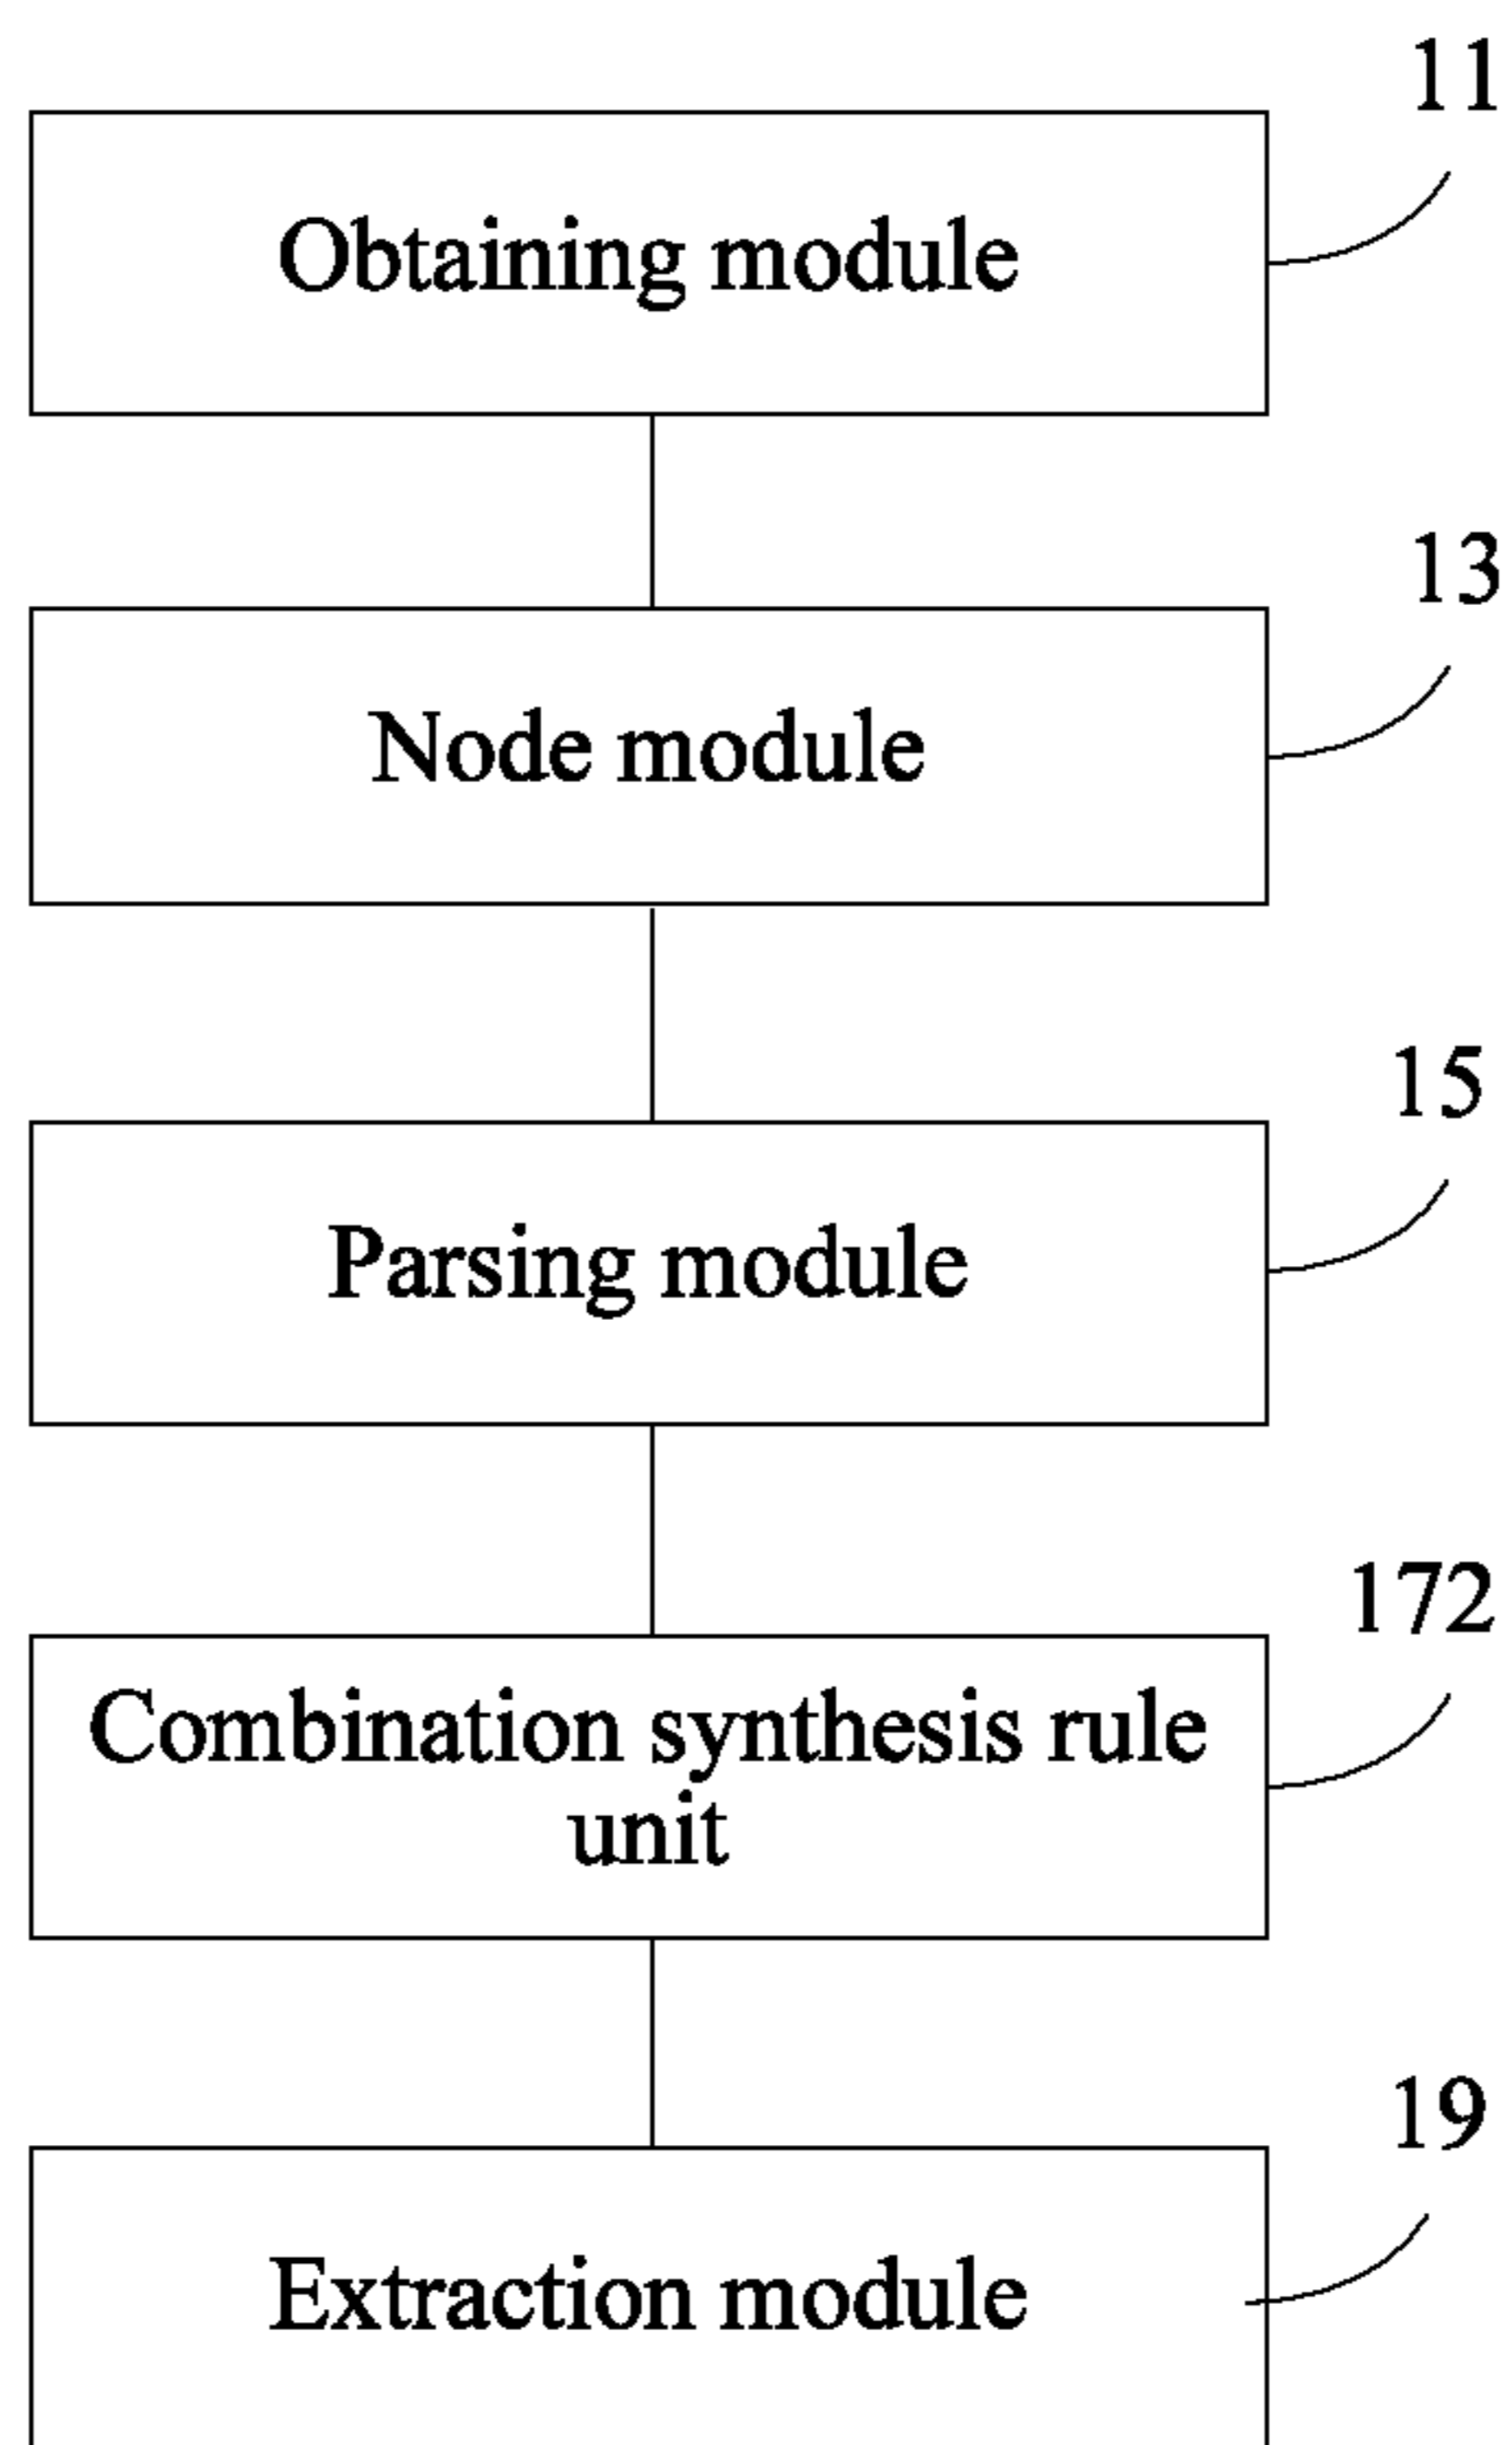 11
Obtaining module
13
Node module
15
Parsing module
172
Combination synthesis rule
unit
19
Extraction module